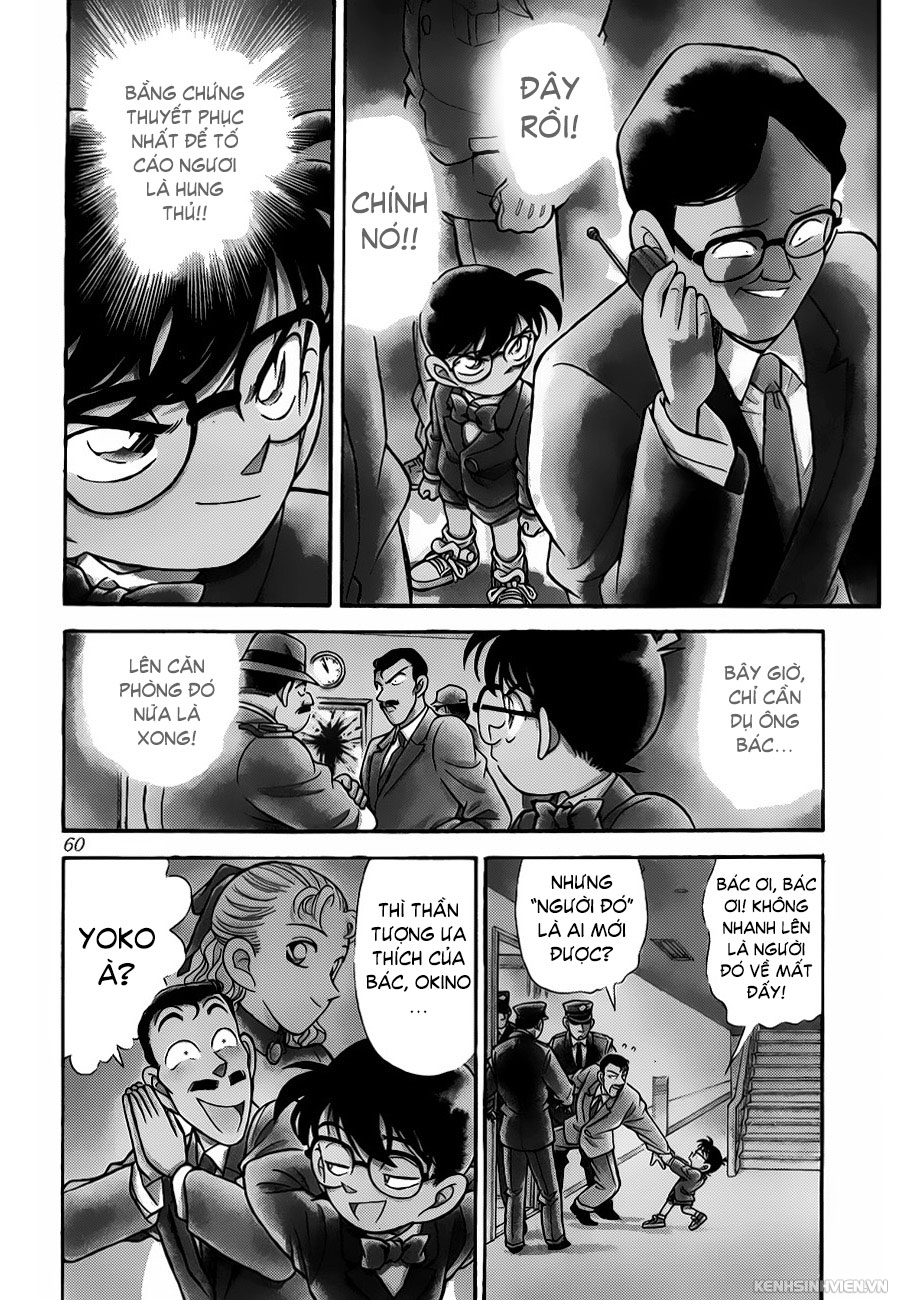 ĐÂY
RỒI!
CHÍNH
NÓ!!
BẰNG CHỨNG
THUYẾT PHỤC
NHẤT ĐỂ TỐ
CÁO NGƯƠI
LÀ HUNG
THỦ!!
BÂY GIỜ,
CHỈ CẦN
DỤ ÔNG
BÁC...
LÊN CĂN
PHÒNG ĐÓ
NỬA LÀ
XONG!
60
BÁC ƠI, BÁC
ƠI! KHÔNG
NHANH LÊN
LÀ NGƯỜI
ĐÓ VỀ MẤT
ĐẤY!
NHƯNG
"NGƯỜI ĐÓ"
LÀ AI MỚI
ĐƯỢC?
THÌ THẦN
TƯỢNG ƯA
THÍCH CỦA
BÁC, OKINO
...
YOKO
À?
KENHSINHVIEN.VN